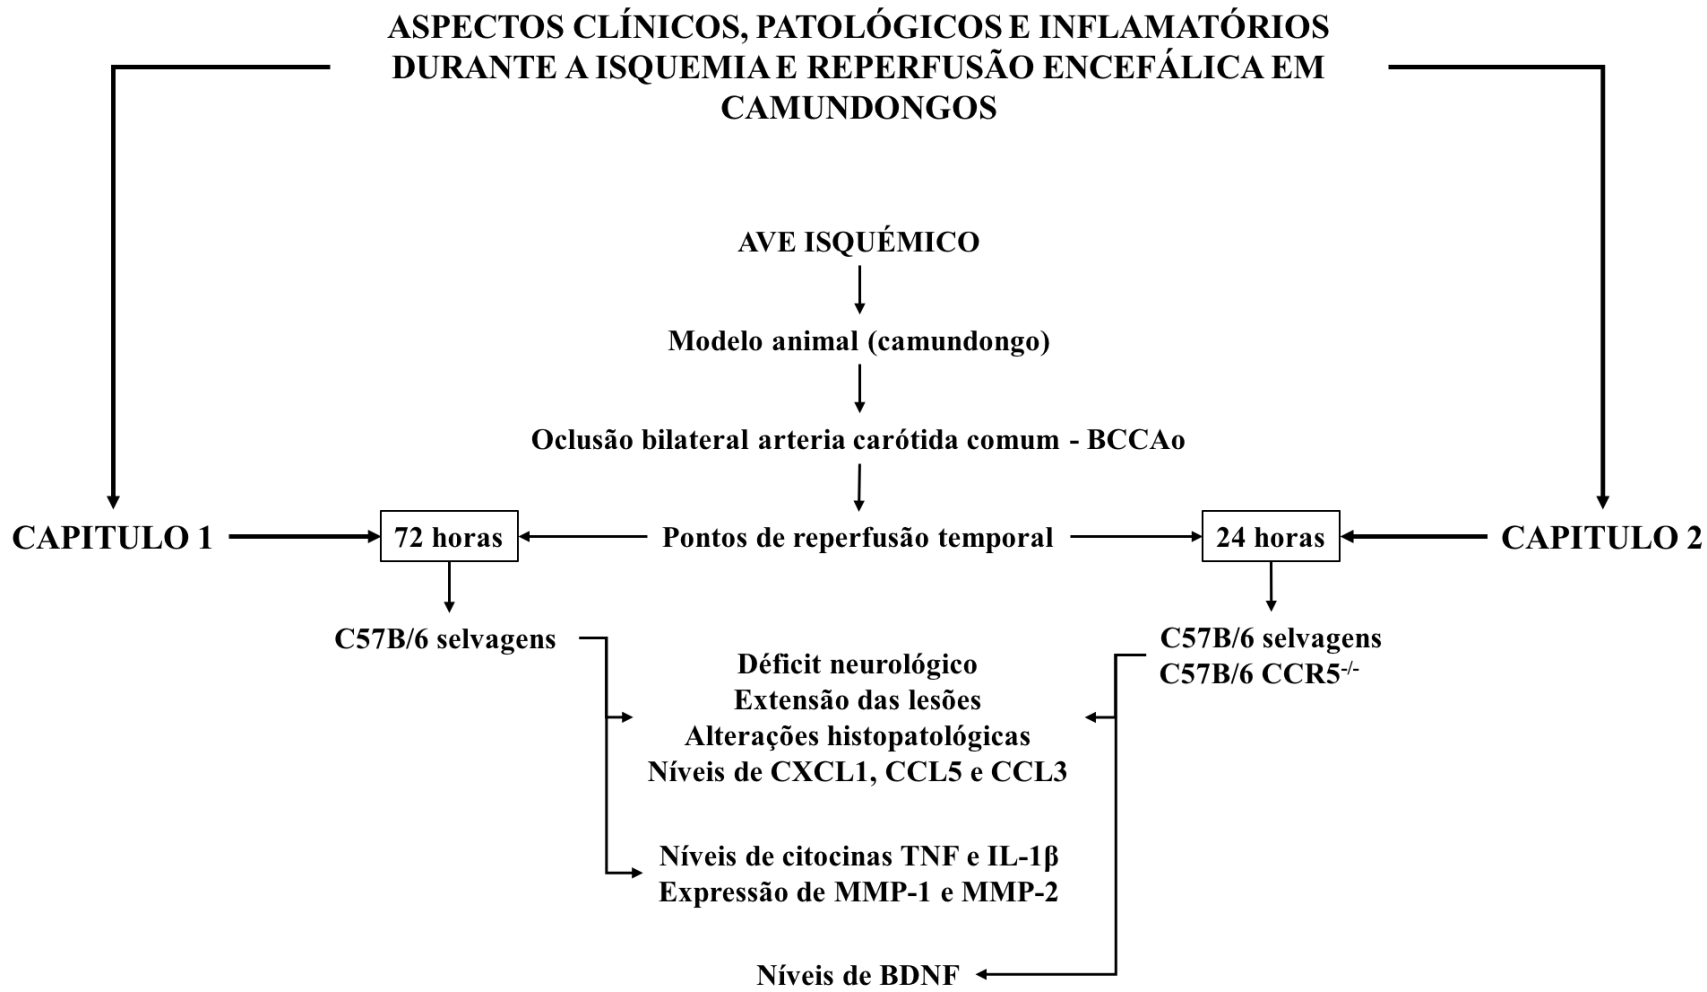 ASPECTOS CLÍNICOS, PATOLÓGICOS E INFLAMATÓRIOS
DURANTE A ISQUEMIA E REPERFUSÃO ENCEFÁLICA EM
CAMUNDONGOS
AVE ISQUÉMICO
Modelo animal (camundongo)
Oclusão bilateral arteria carótida comum - BCCAo
CAPITULO 1
72 horas
Pontos de reperfusão temporal
24 horas
CAPITULO 2
C57B/6 selvagens
C57B/6 selvagens
C57B/6 CCR5-/-
Déficit neurológico
Extensão das lesões
Alterações histopatológicas
Níveis de CXCL1, CCL5 e CCL3
Níveis de citocinas TNF e IL-1β
Expressão de MMP-1 e MMP-2
Níveis de BDNF